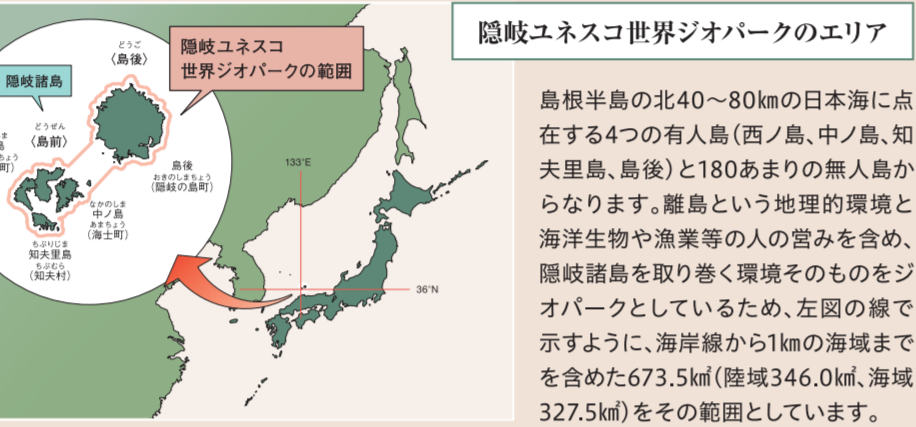 隠岐ユネスコ世界ジオパークのエリア
島根半島の北40〜80㎞の日本海に点
在する4つの有人島(西ノ島、中ノ島、知
夫里島、島後)と180あまりの無人島か
らなります。離島という地理的環境と
海洋生物や漁業等の人の営みを含め、
隠岐諸島を取り巻く環境そのものをジ
オパークとしているため、左図の線で
示すように、海岸線から1㎞の海域まで
を含めた673.5㎢(陸域346.0㎢、海域
327.5㎢)をその範囲としています。
隠岐ユネスコ
世界ジオパークの範囲
隠岐諸島
どうご
〈島後〉
どうぜん
〈島前〉
島後
おきのしまちょう
(隠岐の島町)
なかのしま
中ノ島
あまちょう
(海士町)
ちぶりじま
知夫里島
ちぶむら
(知夫村)
ま
島
ちょう
町)
133°E
36°N